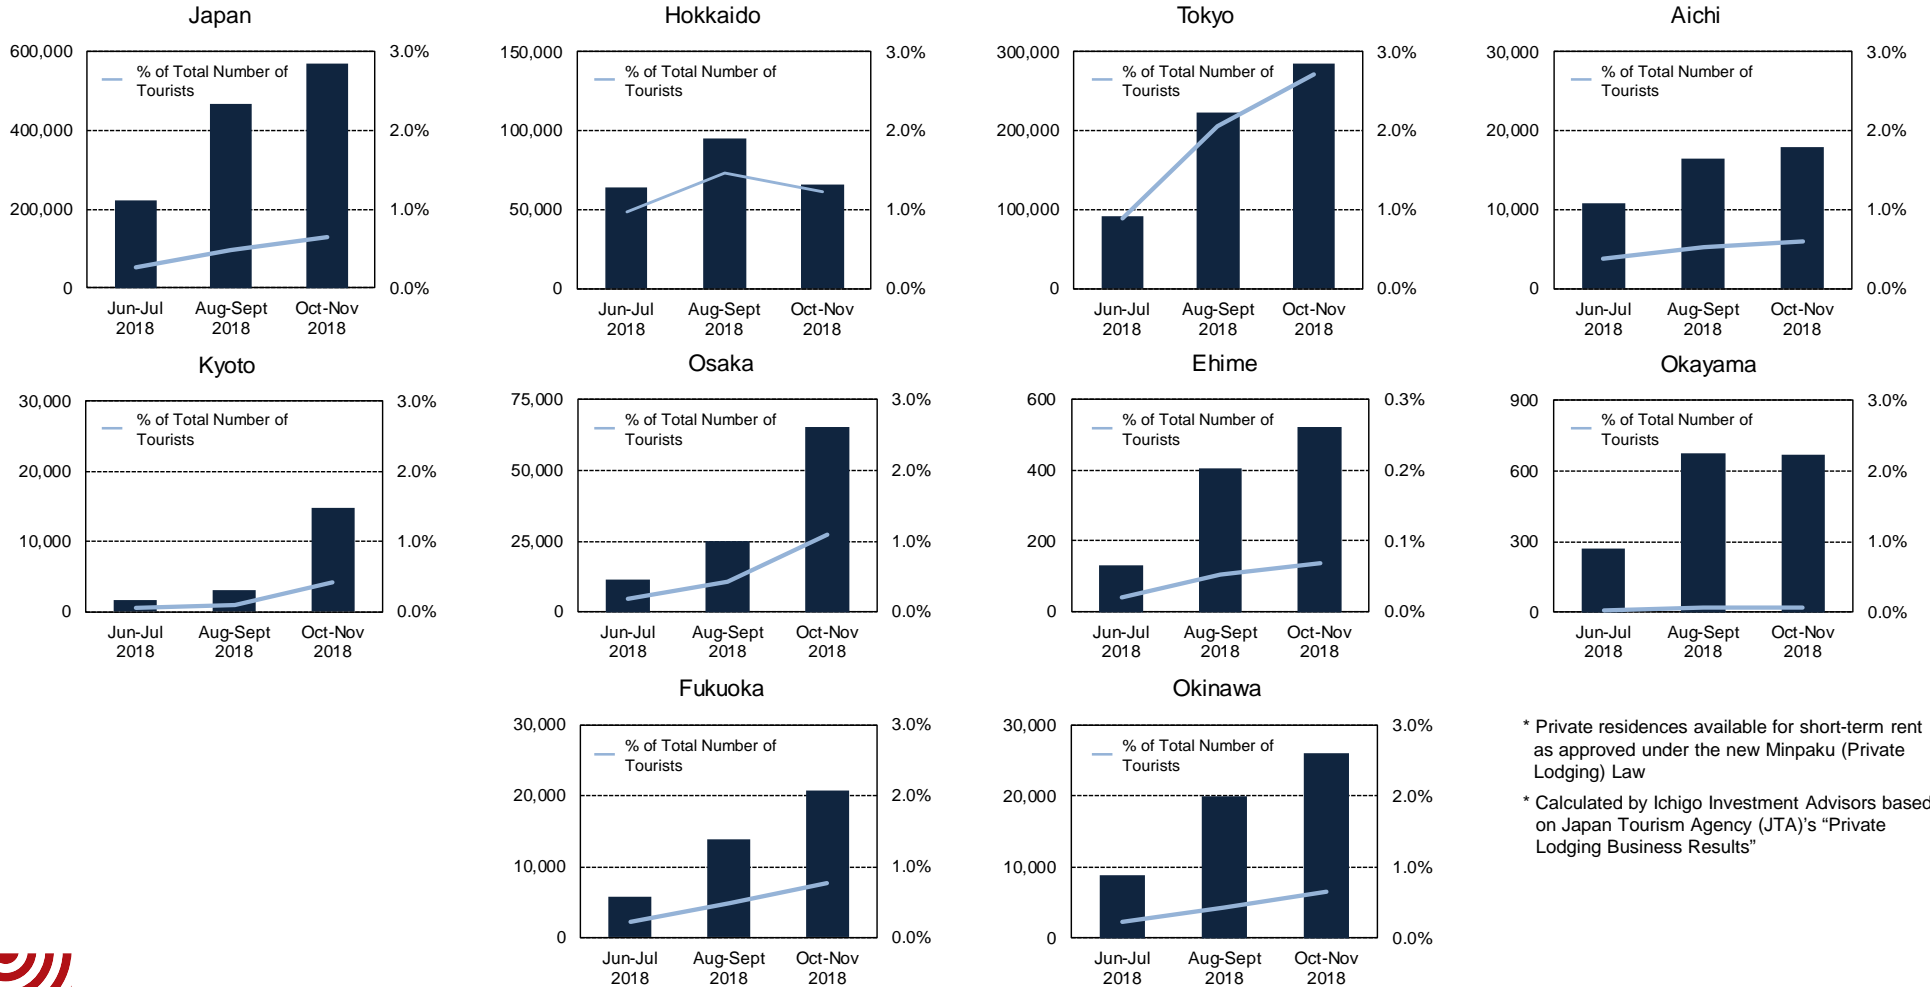 Japan
600,000
400,000
200,000
0
3.0%
2.0%
1.0%
0.0%
% of Total Number of
Tourists
Jun-Jul
2018
Aug-Sept
2018
Oct-Nov
2018
Hokkaido
150,000
100,000
50,000
0
3.0%
2.0%
1.0%
0.0%
% of Total Number of
Tourists
Jun-Jul
2018
Aug-Sept
2018
Oct-Nov
2018
Tokyo
300,000
200,000
100,000
0
3.0%
2.0%
1.0%
0.0%
% of Total Number of
Tourists
Jun-Jul
2018
Aug-Sept
2018
Oct-Nov
2018
Aichi
30,000
20,000
10,000
0
3.0%
2.0%
1.0%
0.0%
% of Total Number of
Tourists
Jun-Jul
2018
Aug-Sept
2018
Oct-Nov
2018
Kyoto
30,000
20,000
10,000
0
3.0%
2.0%
1.0%
0.0%
% of Total Number of
Tourists
Jun-Jul
2018
Aug-Sept
2018
Oct-Nov
2018
Osaka
75,000
50,000
25,000
0
3.0%
2.0%
1.0%
0.0%
% of Total Number of
Tourists
Jun-Jul
2018
Aug-Sept
2018
Oct-Nov
2018
Ehime
600
400
200
0
0.3%
0.2%
0.1%
0.0%
% of Total Number of
Tourists
Jun-Jul
2018
Aug-Sept
2018
Oct-Nov
2018
Okayama
900
600
300
0
3.0%
2.0%
1.0%
0.0%
% of Total Number of
Tourists
Jun-Jul
2018
Aug-Sept
2018
Oct-Nov
2018
Fukuoka
30,000
20,000
10,000
0
3.0%
2.0%
1.0%
0.0%
% of Total Number of
Tourists
Jun-Jul
2018
Aug-Sept
2018
Oct-Nov
2018
Okinawa
30,000
20,000
10,000
0
3.0%
2.0%
1.0%
0.0%
% of Total Number of
Tourists
Jun-Jul
2018
Aug-Sept
2018
Oct-Nov
2018
* Private residences available for short-term rent
as approved under the new Minpaku (Private
Lodging) Law
* Calculated by Ichigo Investment Advisors based
on Japan Tourism Agency (JTA)’s “Private
Lodging Business Results”